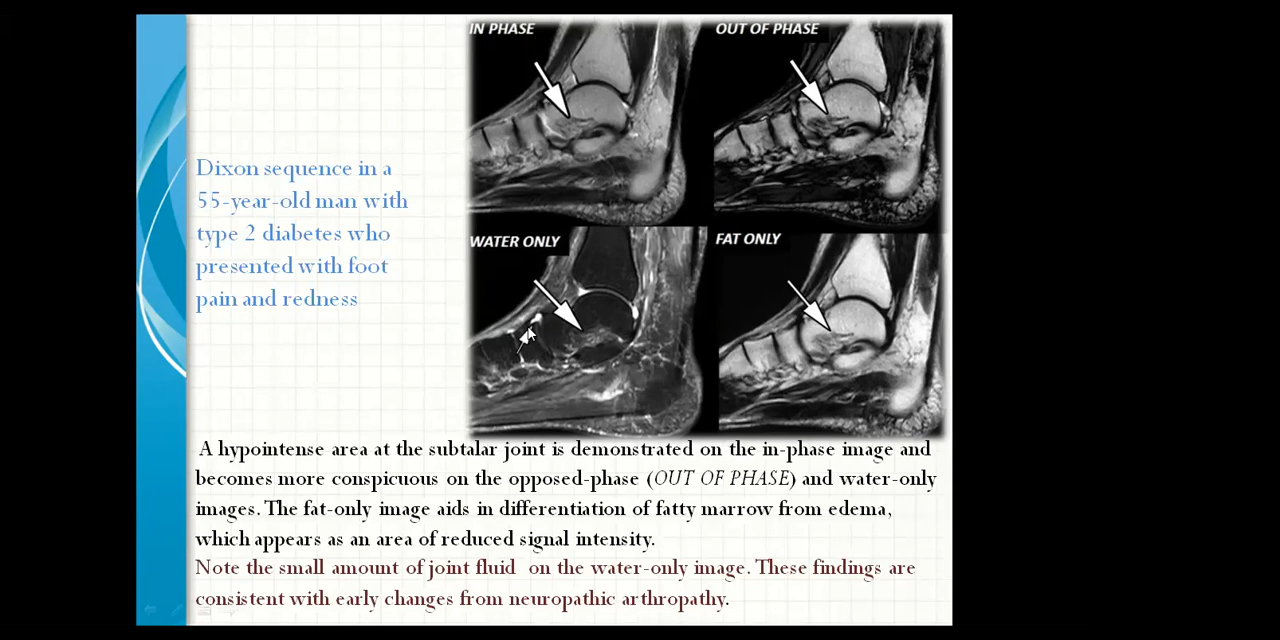 IN PHASE
OUT OF PHASE
Dixon sequence in a
55-year-old man with
type 2 diabetes who
presented with foot
pain and redness
WATER ONLY
FAT ONLY
A hypointense area at the subtalar joint is demonstrated on the in-phase image and
becomes more conspicuous on the opposed-phase (OUT OF PHASE) and water-only
images. The fat-only image aids in differentiation of fatty marrow from edema,
which appears as an area of reduced signal intensity.
Note the small amount of joint fluid on the water-only image. These findings are
consistent with early changes from neuropathic arthropathy.